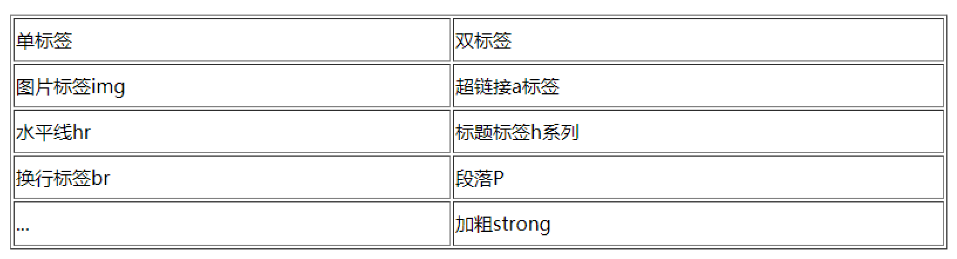 单标签 双标签
图片标签img 超链接a标签
水平线hr 标题标签h系列
换行标签br 段落P
... 加粗strong